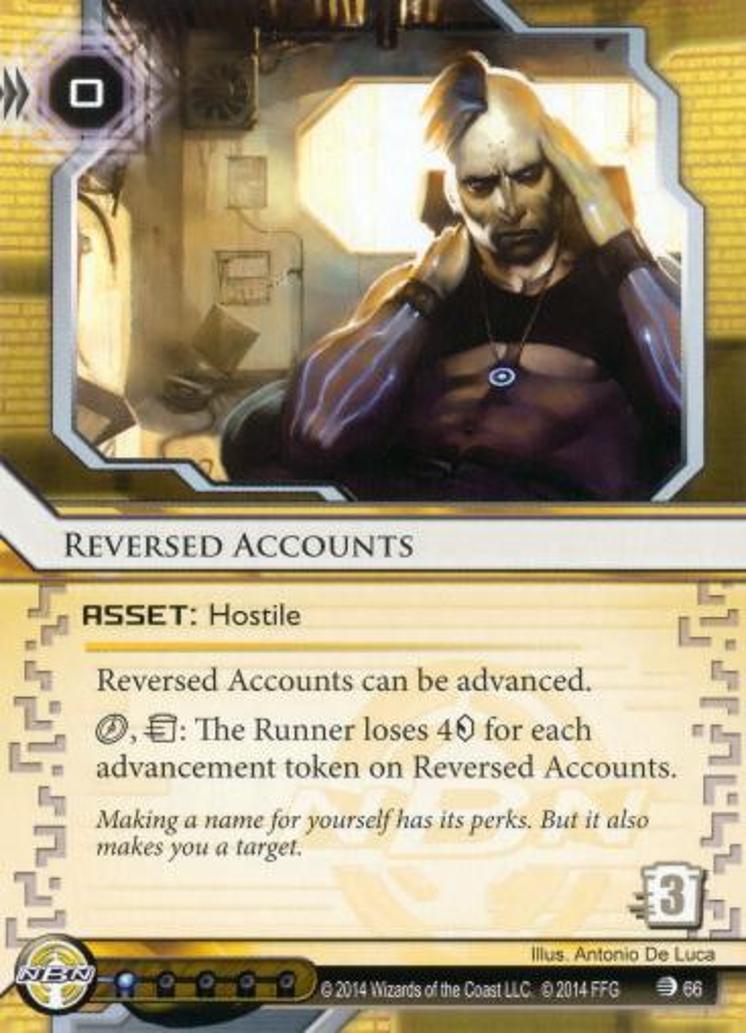 0
REVERSED ACCOUNTS
ASSET: Hostile
Reversed Accounts can be advanced.
, : The Runner loses 4 for each
advancement token on Reversed Accounts.
Making a name for yourself has its perks. But it also
makes you a target.
3
Illus. Antonio De Luca
NBN
© 2014 Wizards of the Coast LLC. © 2014 FFG
66